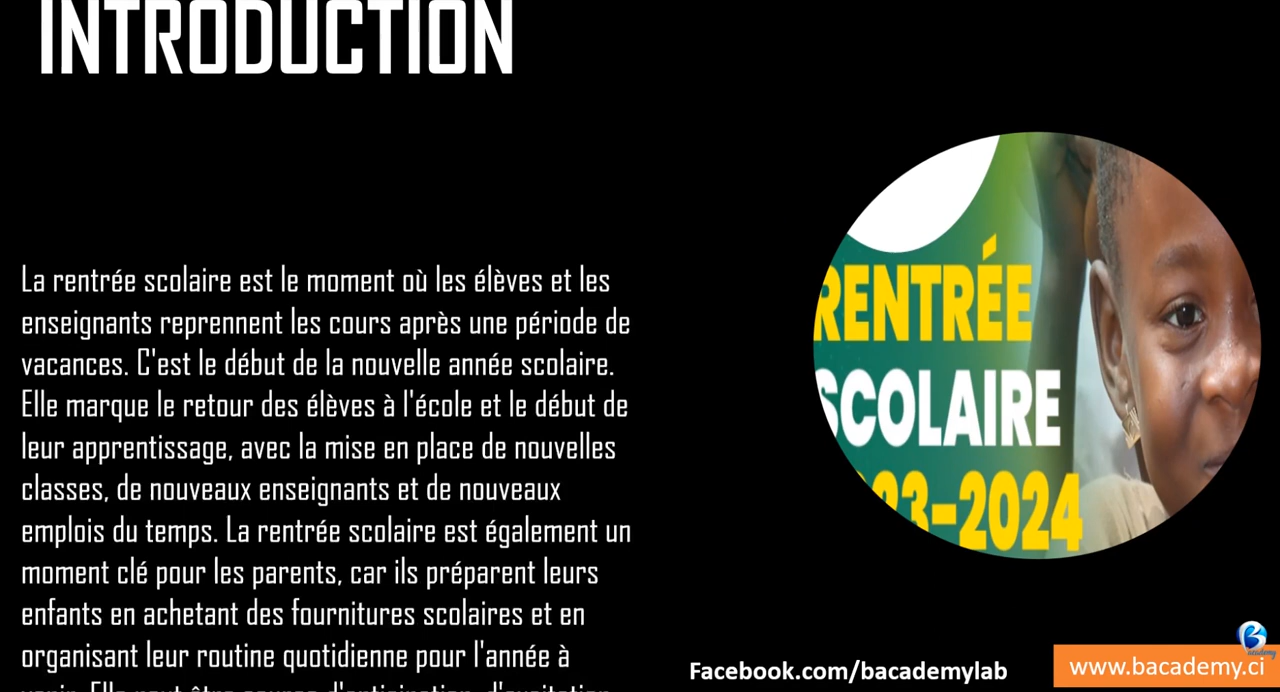 INTRODUCTION
La rentrée scolaire est le moment où les élèves et les
enseignants reprennent les cours après une période de
vacances. C'est le début de la nouvelle année scolaire.
Elle marque le retour des élèves à l'école et le début de
leur apprentissage, avec la mise en place de nouvelles
classes, de nouveaux enseignants et de nouveaux
emplois du temps. La rentrée scolaire est également un
moment clé pour les parents, car ils préparent leurs
enfants en achetant des fournitures scolaires et en
organisant leur routine quotidienne pour l'année à
RENTRÉE
SCOLAIRE
23-2024
Facebook.com/bacademylab
www.bacademy.ci
academy